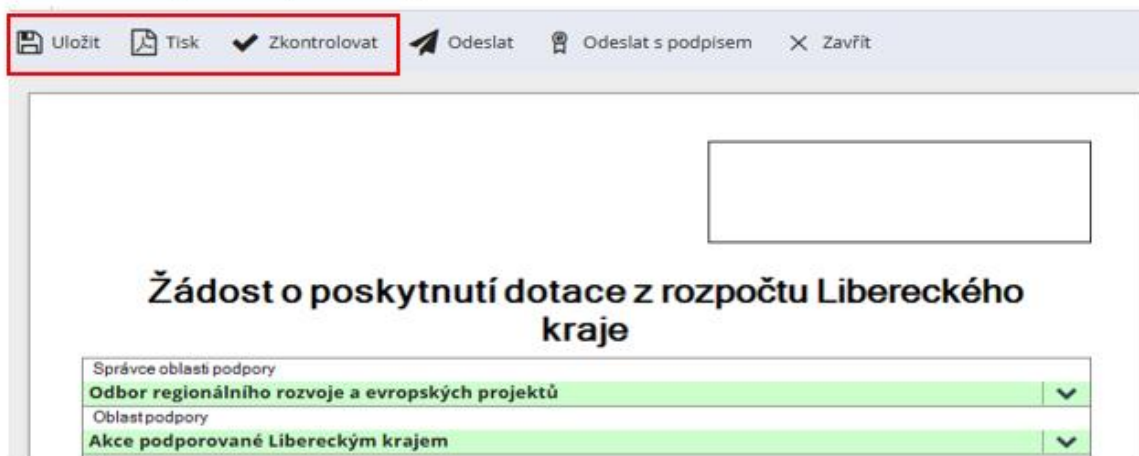 Uložit Tisk Zkontrolovat Odeslat Odeslat s podpisem Zavřít
Žádost o poskytnutí dotace z rozpočtu Libereckého
kraje
Správce oblasti podpory
Odbor regionálního rozvoje a evropských projektů
Oblast podpory
Akce podporované Libereckým krajem